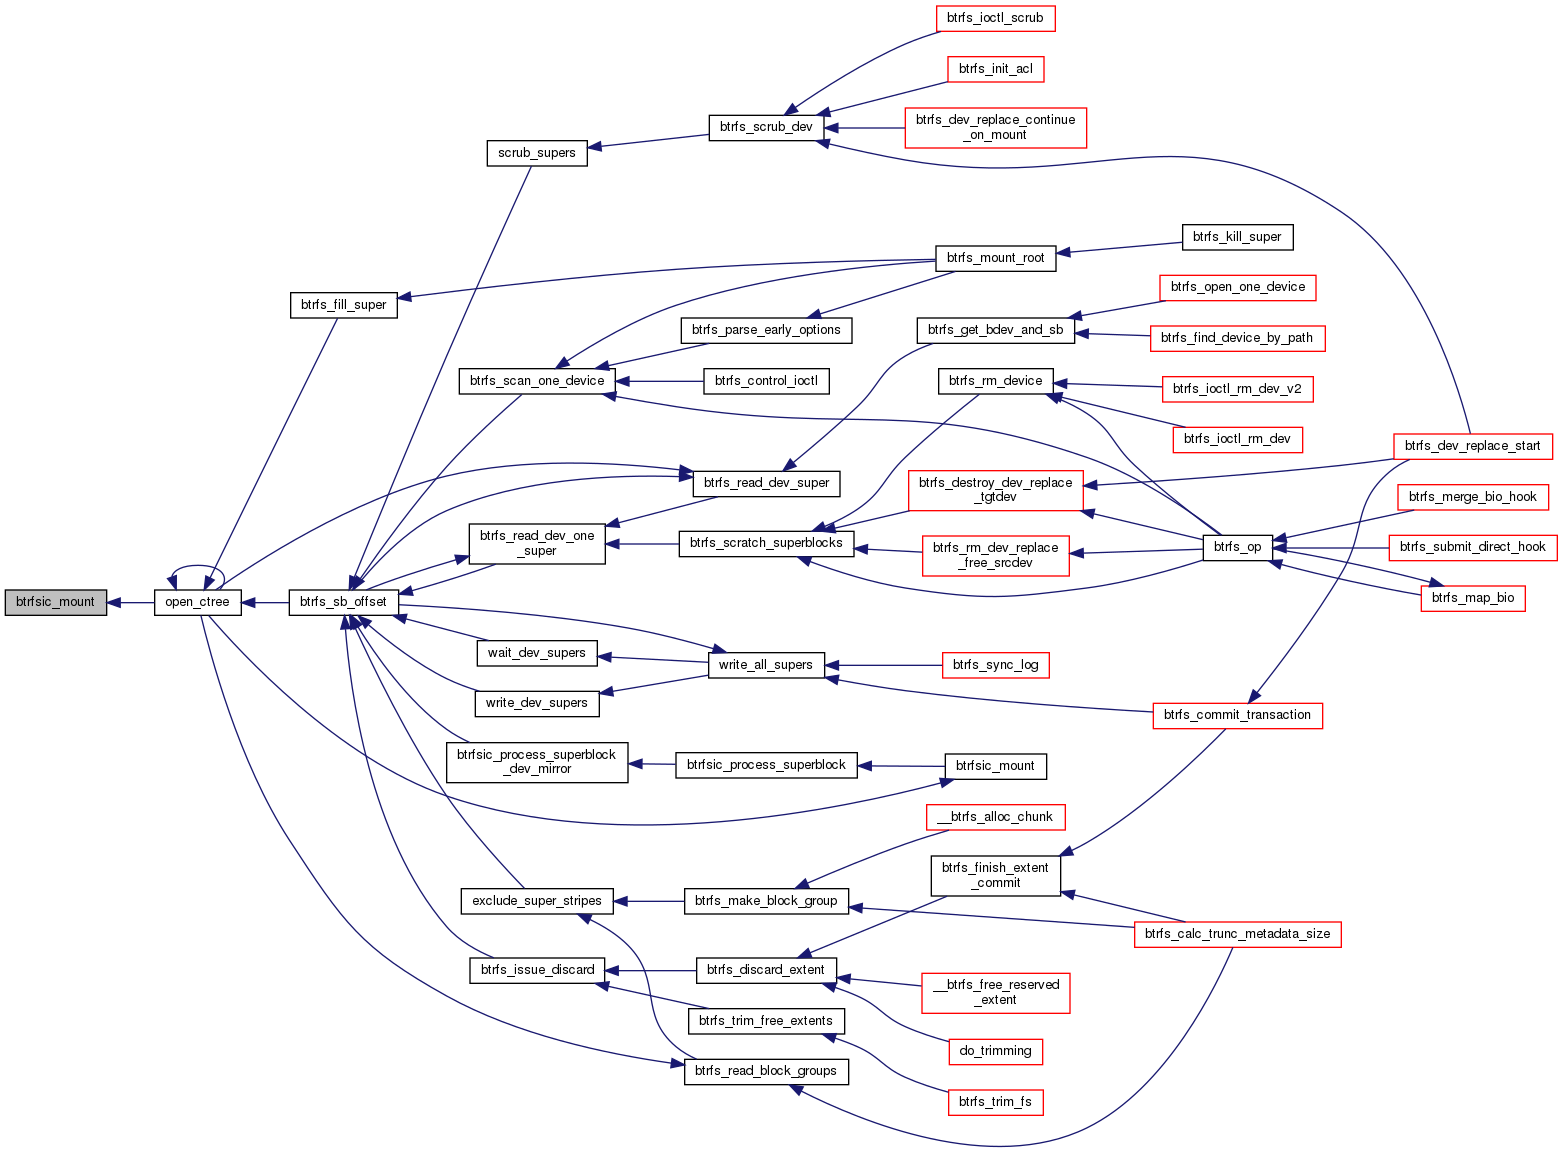 btrfs_ioctl_scrub
btrfs_init_acl
btrfs_dev_replace_continue
_on_mount
btrfs_scrub_dev
scrub_supers
btrfs_kill_super
btrfs_mount_root
btrfs_open_one_device
btrfs_fill_super
btrfs_parse_early_options
btrfs_get_bdev_and_sb
btrfs_find_device_by_path
btrfs_scan_one_device
btrfs_control_ioctl
btrfs_rm_device
btrfs_ioctl_rm_dev_v2
btrfs_ioctl_rm_dev
btrfs_dev_replace_start
btrfs_read_dev_super
btrfs_destroy_dev_replace
_tgtdev
btrfs_merge_bio_hook
btrfs_read_dev_one
_super
btrfs_scratch_superblocks
btrfs_rm_dev_replace
_free_srcdev
btrfs_op
btrfs_submit_direct_hook
btrfs_map_bio
btrfsic_mount
open_ctree
btrfs_sb_offset
wait_dev_supers
write_all_supers
btrfs_sync_log
write_dev_supers
btrfs_commit_transaction
btrfsic_process_superblock
_dev_mirror
btrfsic_process_superblock
btrfsic_mount
__btrfs_alloc_chunk
btrfs_finish_extent
_commit
exclude_super_stripes
btrfs_make_block_group
btrfs_calc_trunc_metadata_size
btrfs_issue_discard
btrfs_discard_extent
__btrfs_free_reserved
_extent
btrfs_trim_free_extents
do_trimming
btrfs_read_block_groups
btrfs_trim_fs